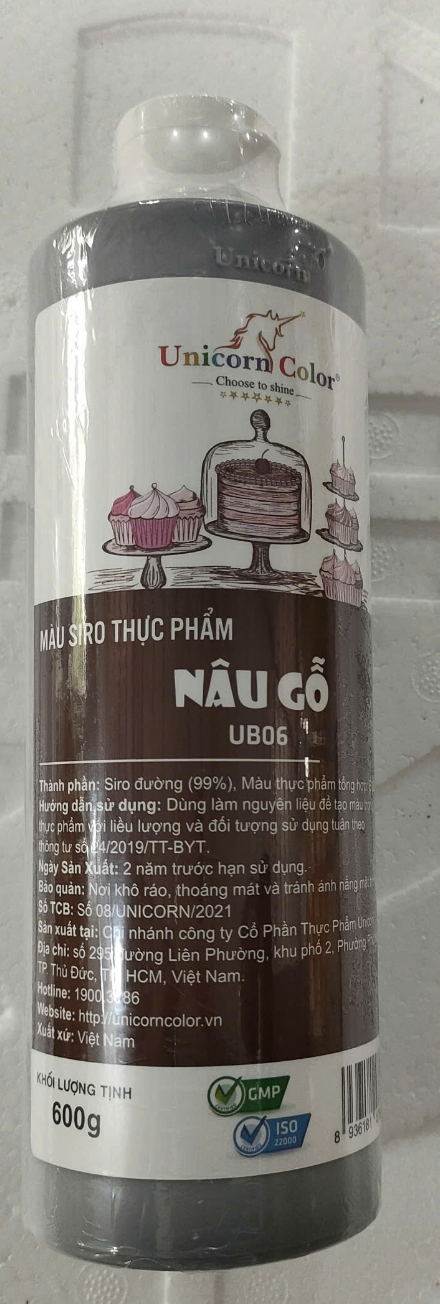 Unicorn
Unicorn Color®
Choose to shine
MÀU SIRO THỰC PHẨM
NÂU GỖ
UB06
Thành phần: Siro đường (99%), Màu thực phẩm tổng hợp
Hướng dẫn sử dụng: Dùng làm nguyên liệu để tạo màu
thực phẩm với liều lượng và đối tượng sử dụng tuân theo
thông tư số 24/2019/TT-BYT.
Ngày Sản Xuất: 2 năm trước hạn sử dụng.
Bảo quản: Nơi khô ráo, thoáng mát và tránh ánh nắng
Số TCB: Số 08/UNICORN/2021
Sản xuất tại: Chi nhánh công ty Cổ Phần Thực Phẩm
Địa chỉ: số 295 đường Liên Phường, khu phố 2, Phường
TP Thủ Đức, TP HCM, Việt Nam.
Hotline: 1900
Website: http://unicorncolor.vn
Xuất xứ: Việt Nam
KHỐI LƯỢNG TỊNH
600g
GMP
ISO
22000
8 936181